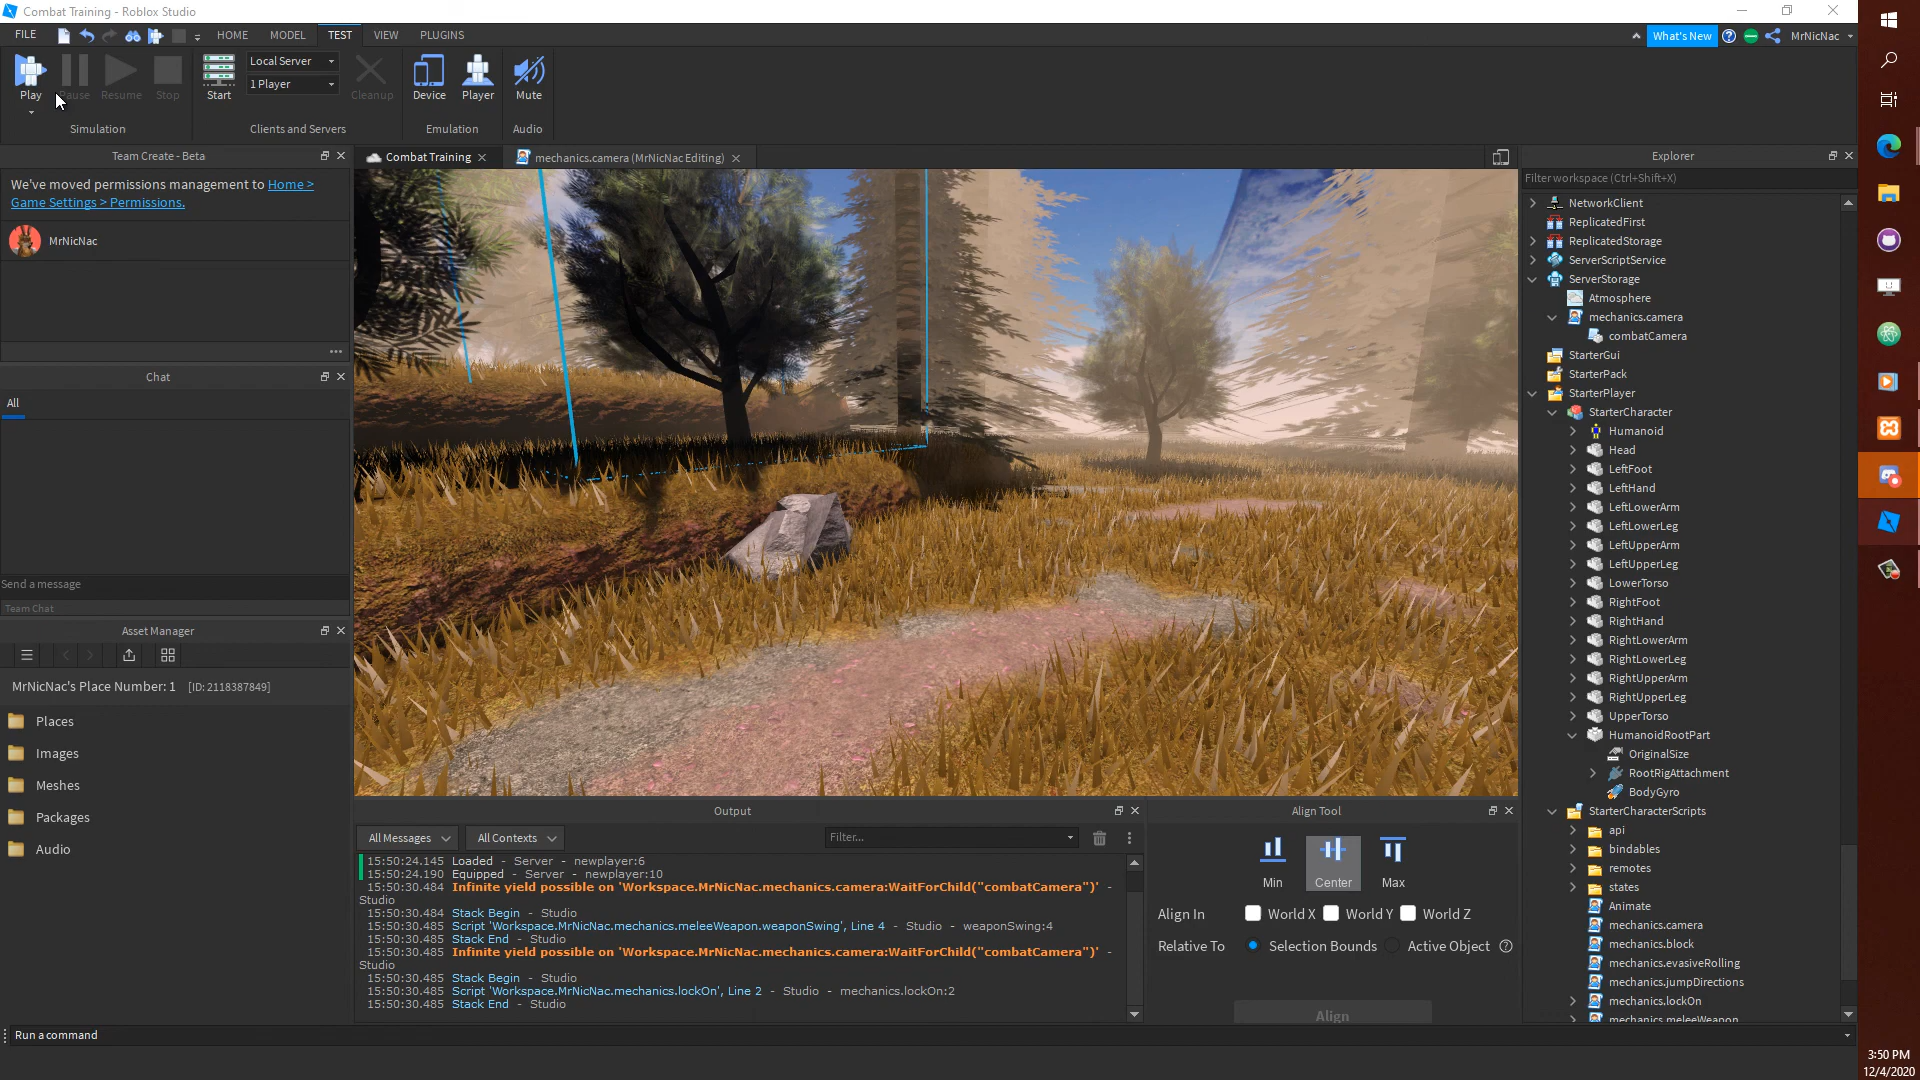 Combat Training - Roblox Studio
FILE
HOME
MODEL
TEST
VIEW
PLUGINS
What's New
MrNicNac
Play
Pause
Resume
Stop
Simulation
Start
Local Server
1 Player
Cleanup
Clients and Servers
Device
Player
Emulation
Mute
Audio
Team Create - Beta
We've moved permissions management to Home >
Game Settings > Permissions.
MrNicNac
Chat
All
Send a message
Team Chat
Asset Manager
MrNicNac's Place Number: 1 [ID: 2118387849]
Places
Images
Meshes
Packages
Audio
Combat Training
mechanics.camera (MrNicNac Editing)
Output
All Messages
All Contexts
Filter...
15:50:24.145 Loaded - Server - newplayer:6
15:50:24.190 Equipped - Server - newplayer:10
15:50:30.484 Infinite yield possible on 'Workspace.MrNicNac.mechanics.camera:WaitForChild("combatCamera")' -
Studio
15:50:30.484 Stack Begin - Studio
15:50:30.485 Script 'Workspace.MrNicNac.mechanics.meleeWeapon.weaponSwing', Line 4 - Studio - weaponSwing:4
15:50:30.485 Stack End - Studio
15:50:30.485 Infinite yield possible on 'Workspace.MrNicNac.mechanics.camera:WaitForChild("combatCamera")' -
Studio
15:50:30.485 Stack Begin - Studio
15:50:30.485 Script 'Workspace.MrNicNac.mechanics.lockOn', Line 2 - Studio - mechanics.lockOn:2
15:50:30.485 Stack End - Studio
Align Tool
Min
Center
Max
Align In
World X
World Y
World Z
Relative To
Selection Bounds
Active Object
Align
Explorer
Filter workspace (Ctrl+Shift+X)
NetworkClient
ReplicatedFirst
ReplicatedStorage
ServerScriptService
ServerStorage
Atmosphere
mechanics.camera
combatCamera
StarterGui
StarterPack
StarterPlayer
StarterCharacter
Humanoid
Head
LeftFoot
LeftHand
LeftLowerArm
LeftLowerLeg
LeftUpperArm
LeftUpperLeg
LowerTorso
RightFoot
RightHand
RightLowerArm
RightLowerLeg
RightUpperArm
RightUpperLeg
UpperTorso
HumanoidRootPart
OriginalSize
RootRigAttachment
BodyGyro
StarterCharacterScripts
api
bindables
remotes
states
Animate
mechanics.camera
mechanics.block
mechanics.evasiveRolling
mechanics.jumpDirections
mechanics.lockOn
mechanics.meleeWeapon
Run a command
3:50 PM
12/4/2020